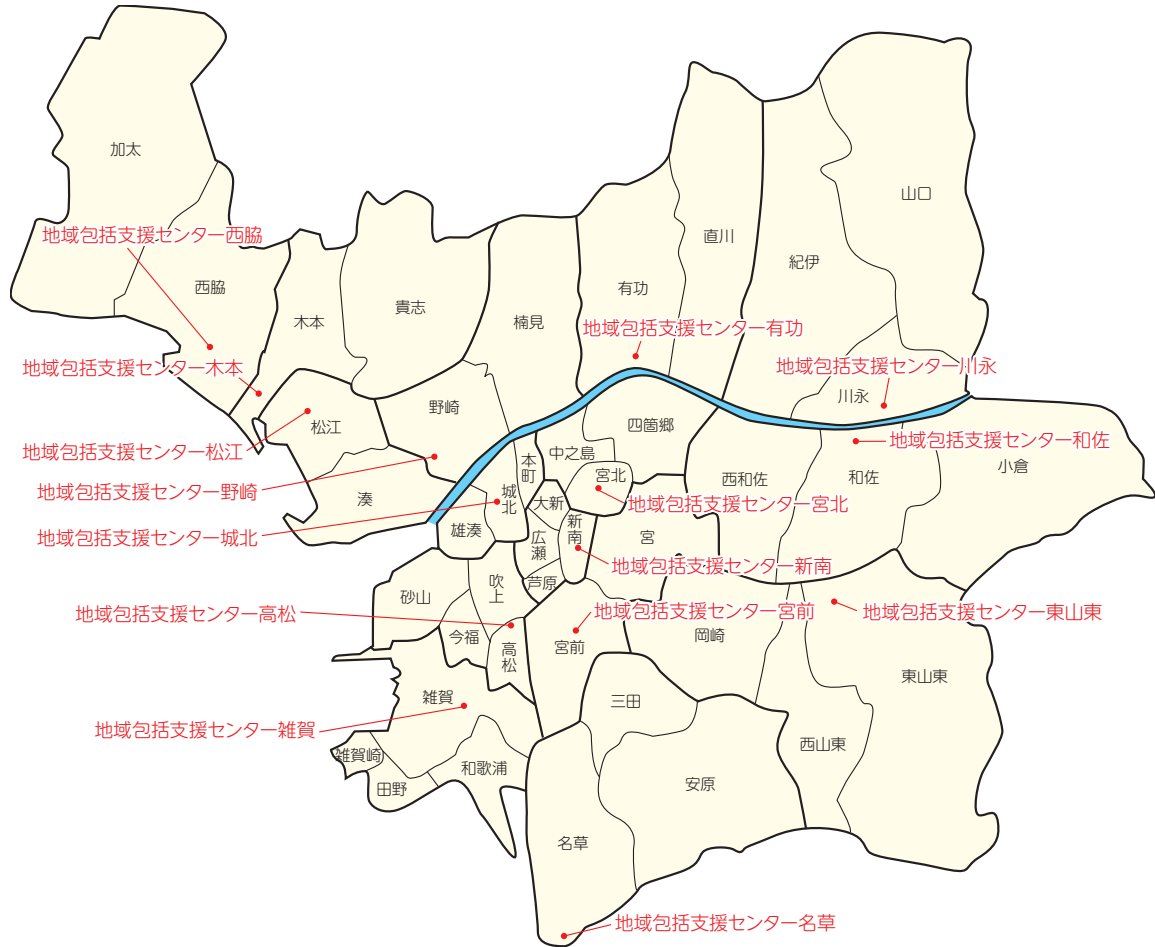 加太
山口
地域包括支援センター西脇
直川
紀伊
西脇
有功
貴志
木本
楠見
地域包括支援センター有功
地域包括支援センター木本
地域包括支援センター川永
川永
野崎
松江
四箇郷
地域包括支援センター松江
中之島
地域包括支援センター和佐
小倉
本町
宮北
西和佐
和佐
地域包括支援センター野崎
湊
城北
大新
地域包括支援センター宮北
地域包括支援センター城北
雄湊
新南
広瀬
宮
地域包括支援センター新南
芦原
吹上
砂山
地域包括支援センター高松
地域包括支援センター宮前
地域包括支援センター東山東
今福
高松
宮前
岡崎
東山東
雑賀
三田
地域包括支援センター雑賀
西山東
雑賀崎
和歌浦
田野
安原
名草
地域包括支援センター名草